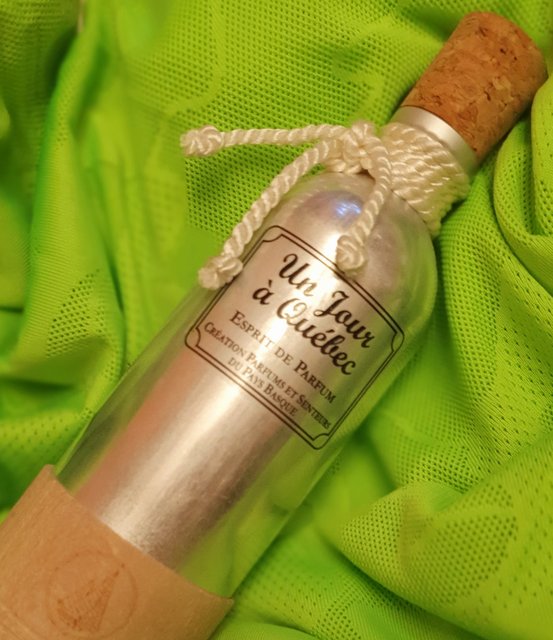 Un Jour
à Québec
Esprit de Parfum
Création Parfums et Senteurs
du Pays Basque